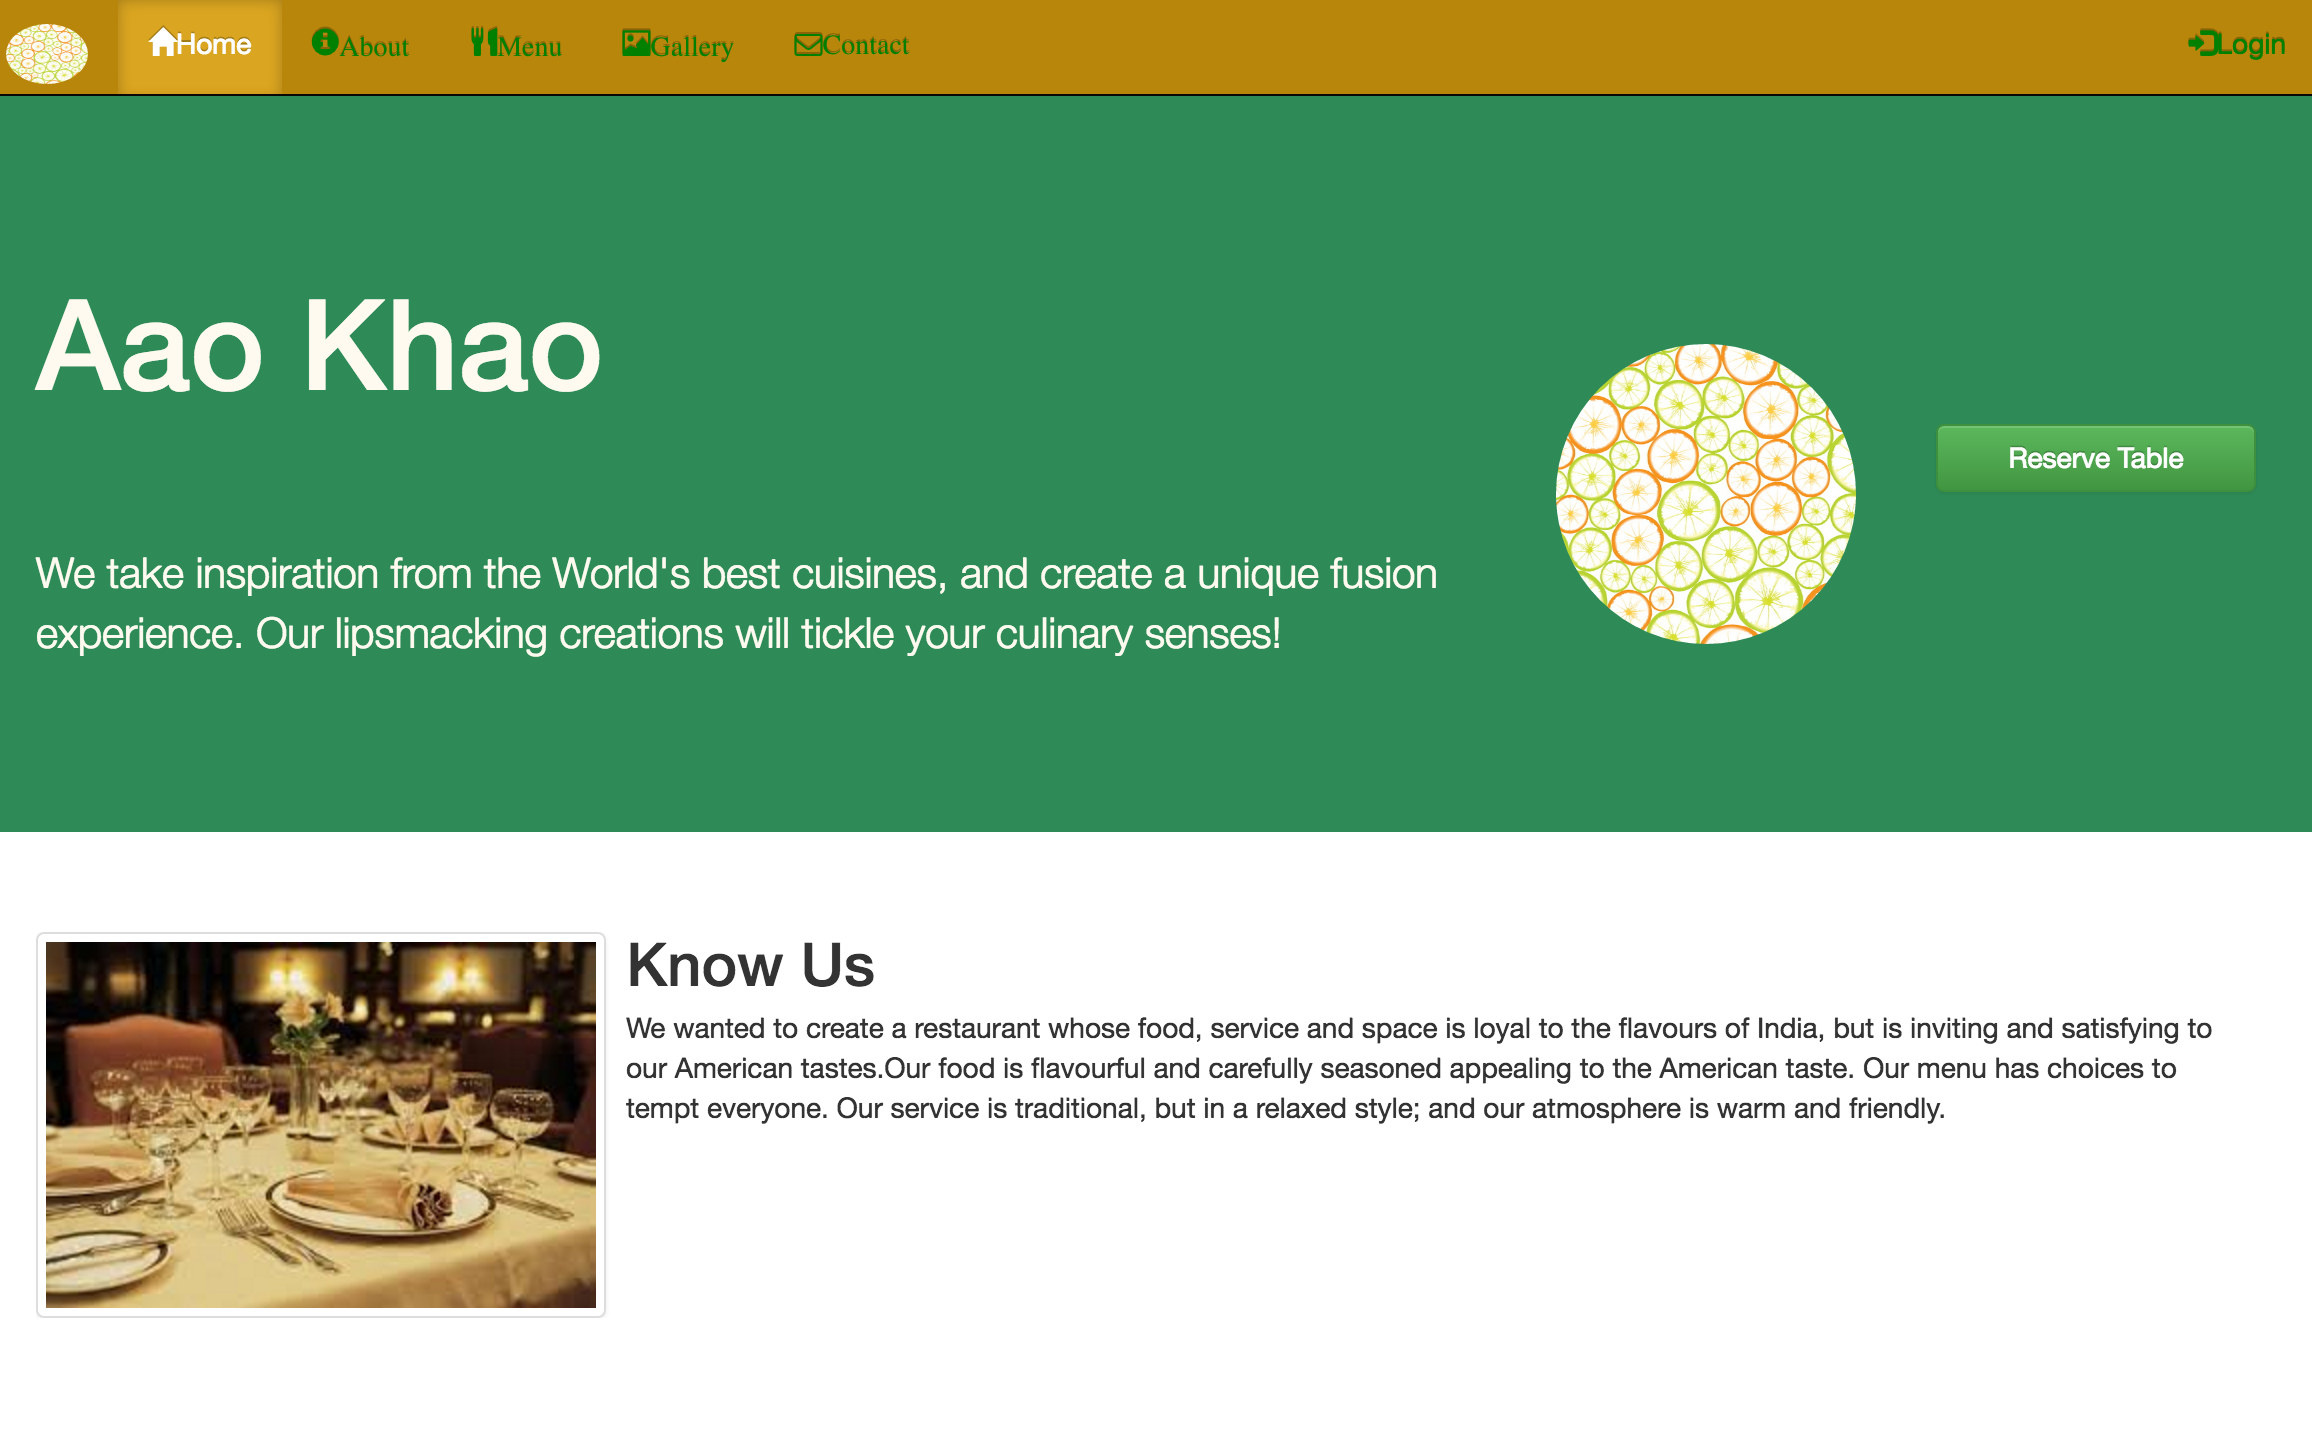 Home About Menu Gallery Contact Login
Aao Khao
Reserve Table
We take inspiration from the World's best cuisines, and create a unique fusion
experience. Our lipsmacking creations will tickle your culinary senses!
Know Us
We wanted to create a restaurant whose food, service and space is loyal to the flavours of India, but is inviting and satisfying to
our American tastes.Our food is flavourful and carefully seasoned appealing to the American taste. Our menu has choices to
tempt everyone. Our service is traditional, but in a relaxed style; and our atmosphere is warm and friendly.